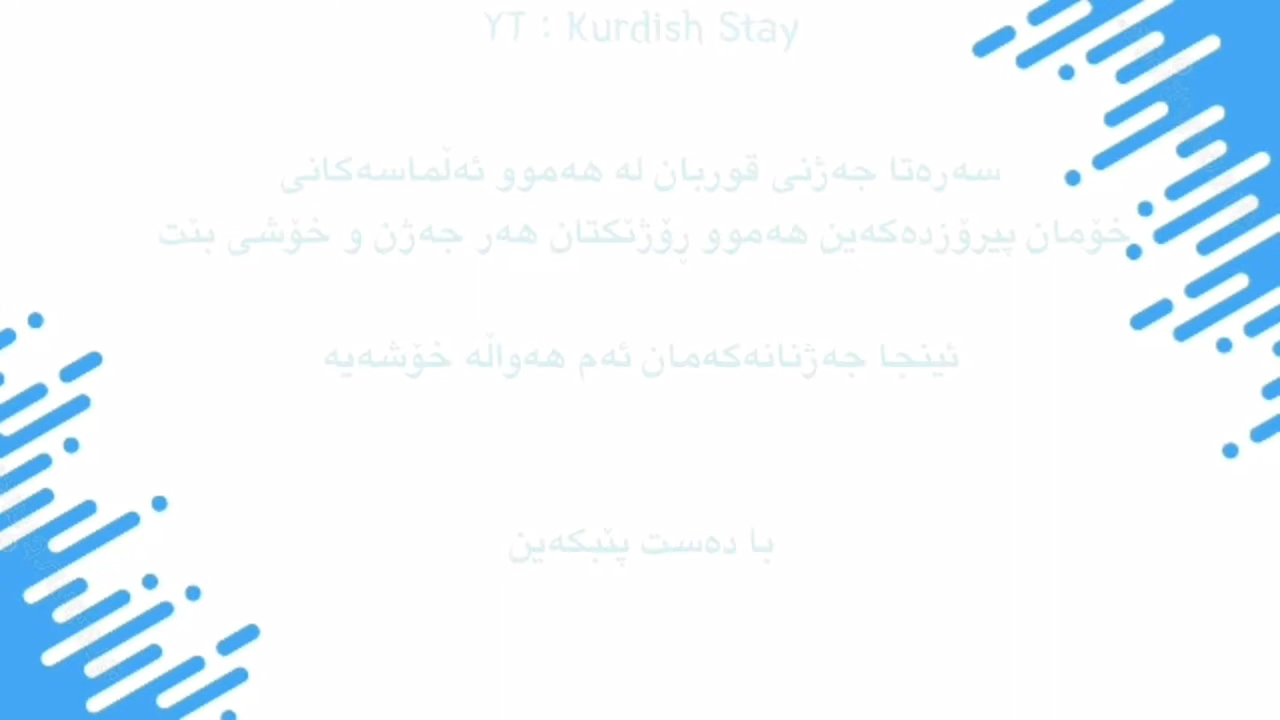 YT : Kurdish Stay
سەرەتا جەژنی قوربان لە هەموو ئەڵماسەکانی
خۆمان پیرۆزدەکەین هەموو ڕۆژێکتان هەر جەژن و خۆشی بێت
ئینجا جەژنانەکەمان ئەم هەواڵە خۆشەیە
با دەست پێبکەین